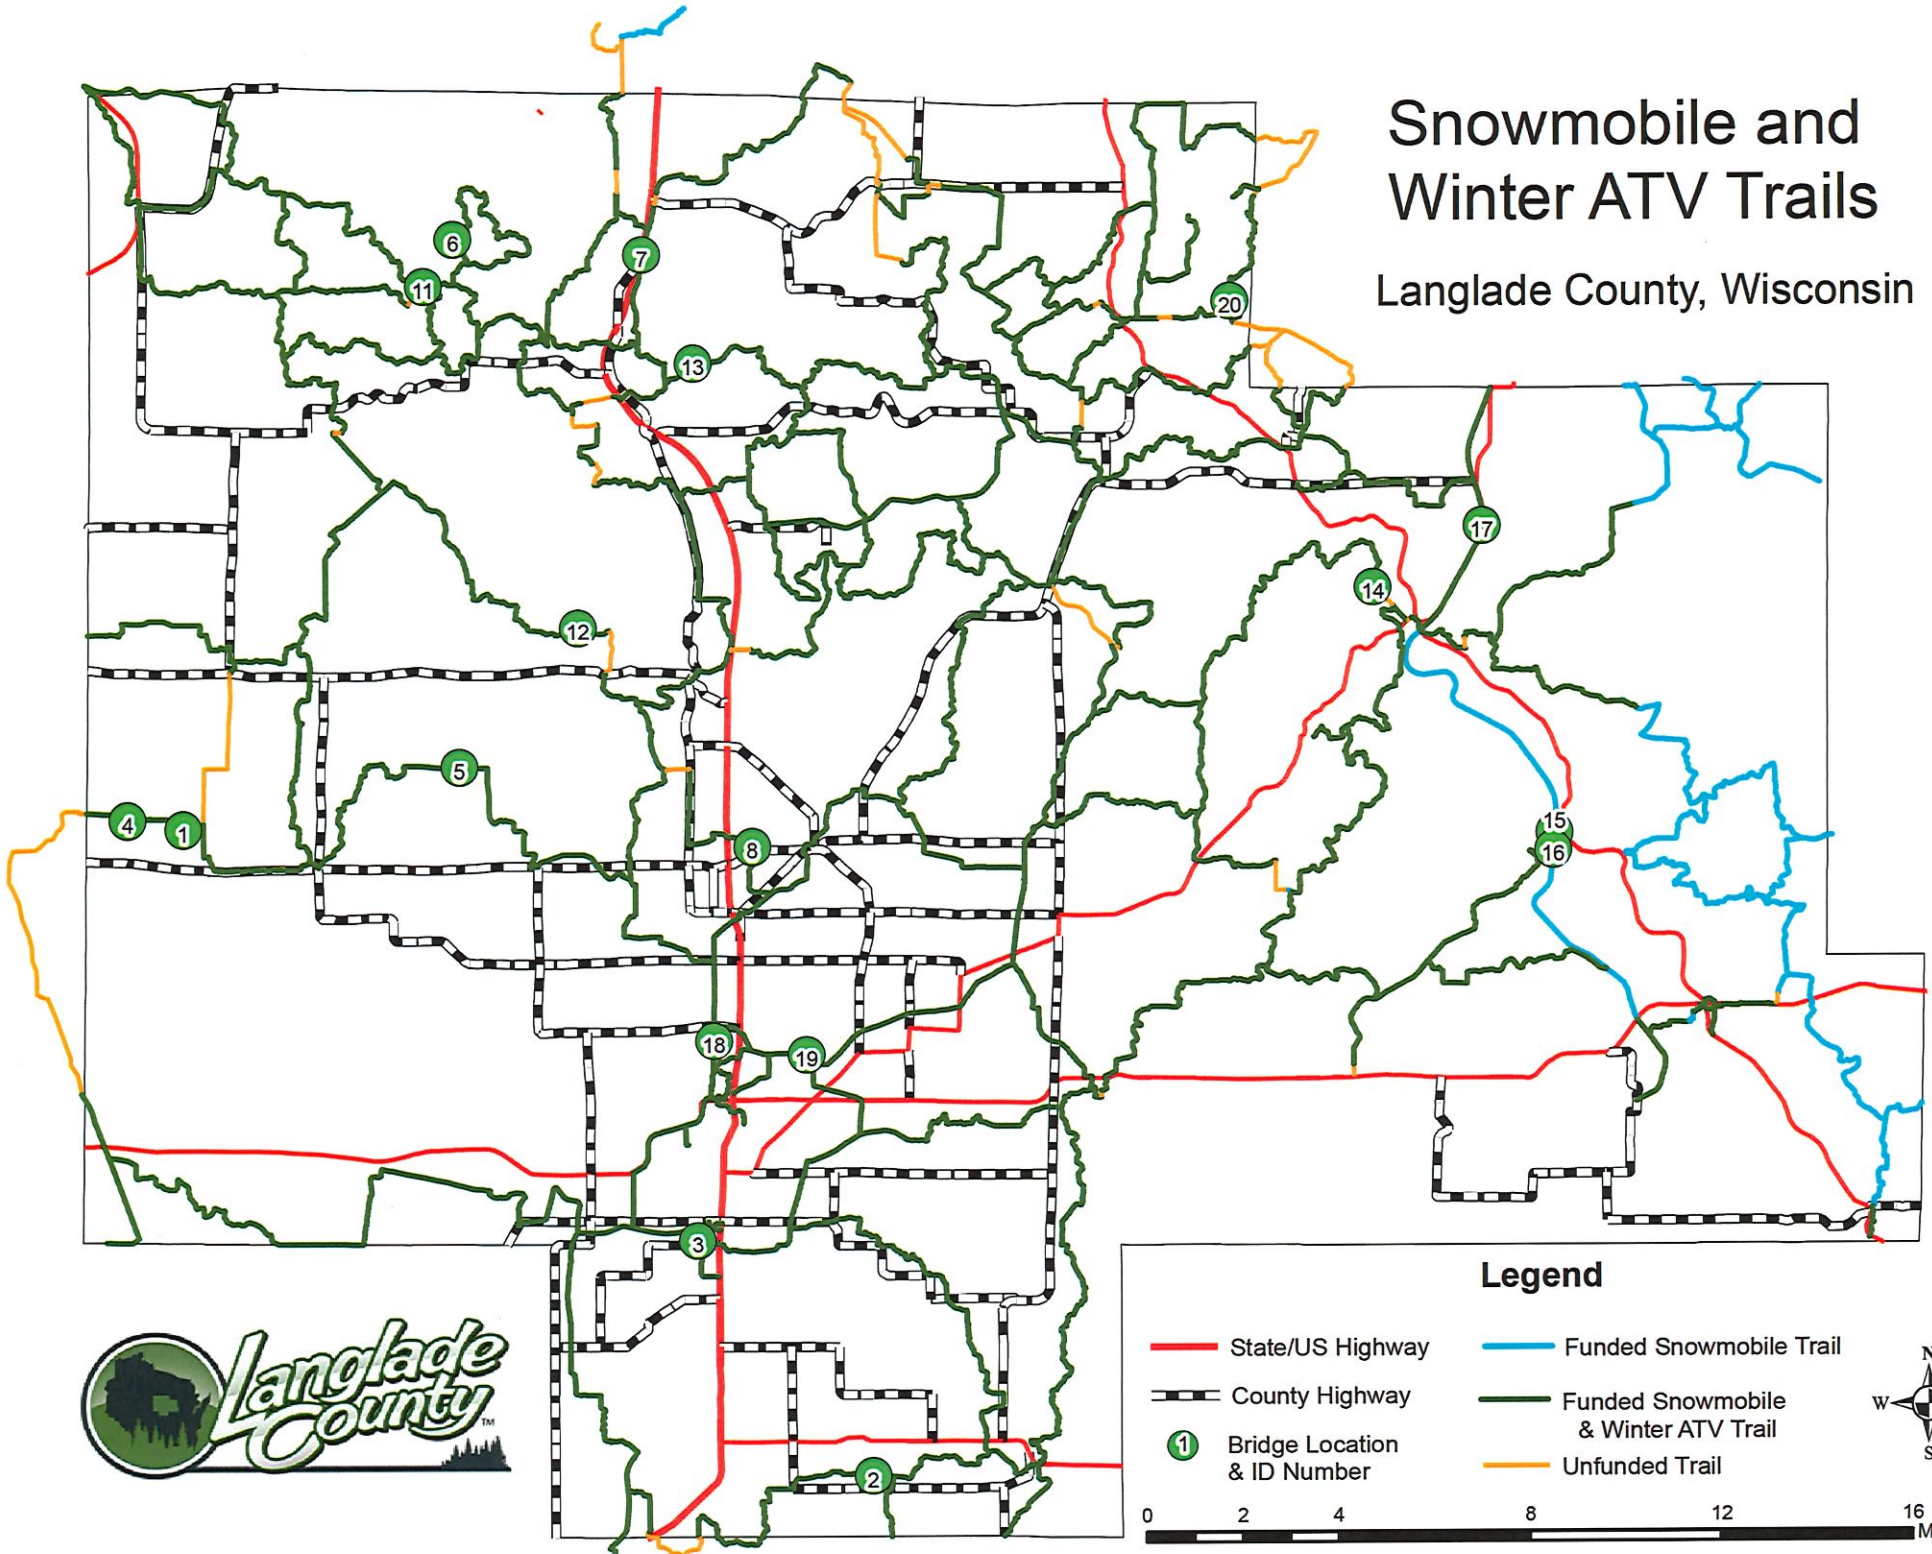 Snowmobile and
Winter ATV Trails
Langlade County, Wisconsin
6
7
11
20
13
17
14
12
5
4
1
15
8
16
18
19
3
2
Langlade
County™
Legend
State/US Highway
County Highway
1
Bridge Location
& ID Number
Funded Snowmobile Trail
Funded Snowmobile
& Winter ATV Trail
Unfunded Trail
N
W
S
0 2 4 8 12 16
M